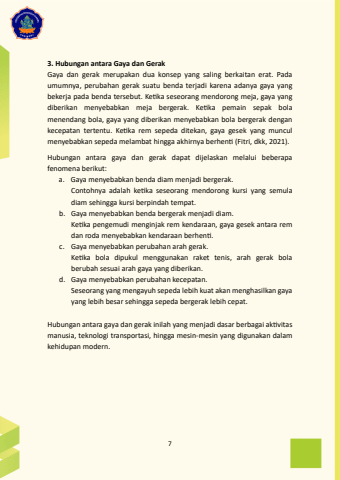 3. Hubungan antara Gaya dan Gerak
Gaya dan gerak merupakan dua konsep yang saling berkaitan erat. Pada
umumnya, perubahan gerak suatu benda terjadi karena adanya gaya yang
bekerja pada benda tersebut. Ketika seseorang mendorong meja, gaya yang
diberikan menyebabkan meja bergerak. Ketika pemain sepak bola
menendang bola, gaya yang diberikan menyebabkan bola bergerak dengan
kecepatan tertentu. Ketika rem sepeda ditekan, gaya gesek yang muncul
menyebabkan sepeda melambat hingga akhirnya berhenti (Fitri, dkk, 2021).
Hubungan antara gaya dan gerak dapat dijelaskan melalui beberapa
fenomena berikut:
a. Gaya menyebabkan benda diam menjadi bergerak.
Contohnya adalah ketika seseorang mendorong kursi yang semula
diam sehingga kursi berpindah tempat.
b. Gaya menyebabkan benda bergerak menjadi diam.
Ketika pengemudi menginjak rem kendaraan, gaya gesek antara rem
dan roda menyebabkan kendaraan berhenti.
c. Gaya menyebabkan perubahan arah gerak.
Ketika bola dipukul menggunakan raket tenis, arah gerak bola
berubah sesuai arah gaya yang diberikan.
d. Gaya menyebabkan perubahan kecepatan.
Seseorang yang mengayuh sepeda lebih kuat akan menghasilkan gaya
yang lebih besar sehingga sepeda bergerak lebih cepat.
Hubungan antara gaya dan gerak inilah yang menjadi dasar berbagai aktivitas
manusia, teknologi transportasi, hingga mesin-mesin yang digunakan dalam
kehidupan modern.
7